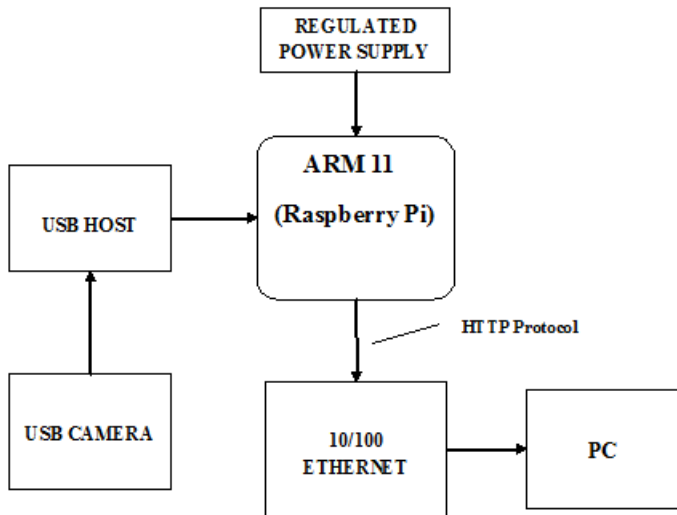 REGULATED
POWER SUPPLY
ARM 11
(Raspberry Pi)
USB HOST
HTTP Protocol
USB CAMERA
10/100
ETHERNET
PC